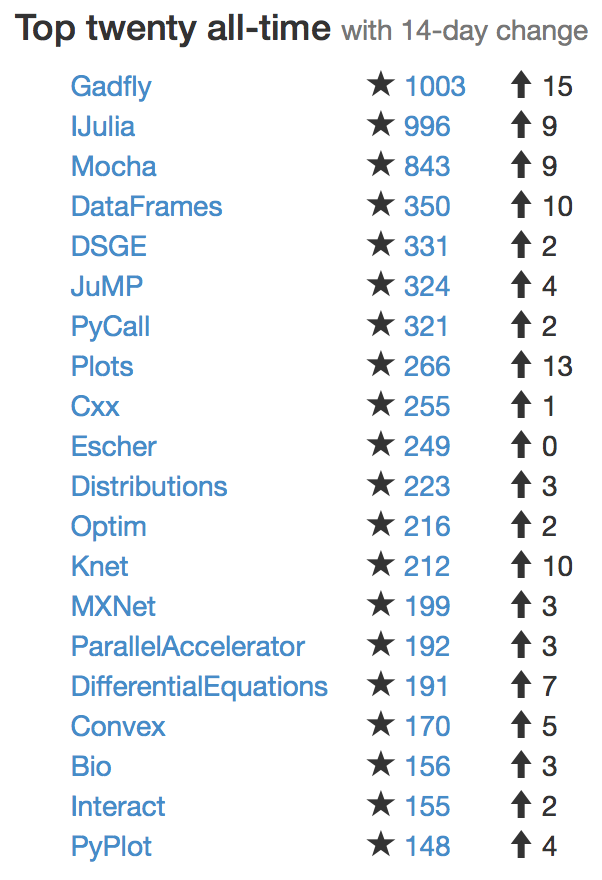 Top twenty all-time with 14-day change
Gadfly ★ 1003 ⬆ 15
IJulia ★ 996 ⬆ 9
Mocha ★ 843 ⬆ 9
DataFrames ★ 350 ⬆ 10
DSGE ★ 331 ⬆ 2
JuMP ★ 324 ⬆ 4
PyCall ★ 321 ⬆ 2
Plots ★ 266 ⬆ 13
Cxx ★ 255 ⬆ 1
Escher ★ 249 ⬆ 0
Distributions ★ 223 ⬆ 3
Optim ★ 216 ⬆ 2
Knet ★ 212 ⬆ 10
MXNet ★ 199 ⬆ 3
ParallelAccelerator ★ 192 ⬆ 3
DifferentialEquations ★ 191 ⬆ 7
Convex ★ 170 ⬆ 5
Bio ★ 156 ⬆ 3
Interact ★ 155 ⬆ 2
PyPlot ★ 148 ⬆ 4